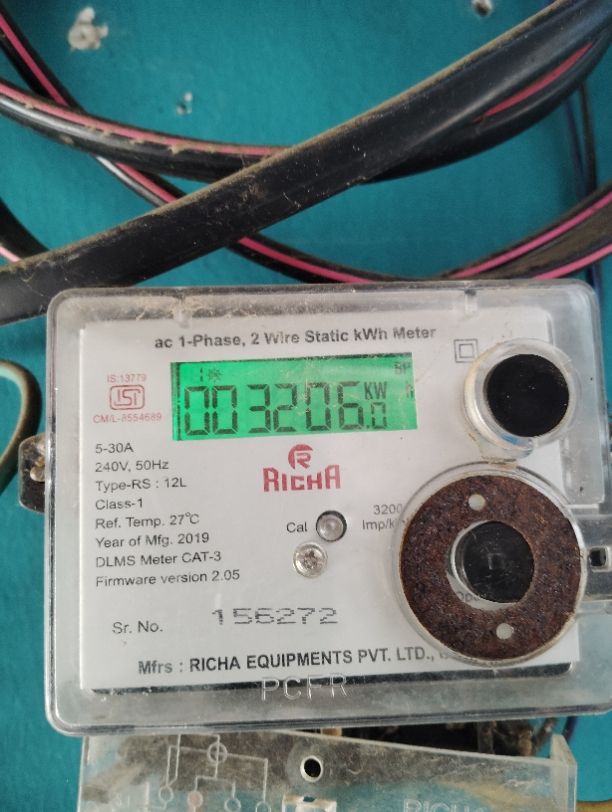 ac 1-Phase, 2 Wire Static kWh Meter
IS:13779
ISI
CM/L-8554689
003206.0 KW
5-30A
240V, 50Hz
Type-RS : 12L
Class-1
Ref. Temp. 27°C
Year of Mfg. 2019
DLMS Meter CAT-3
Firmware version 2.05
R
RICHA
Cal
3200
Imp/k
Sr. No. 156272
Mfrs : RICHA EQUIPMENTS PVT. LTD.,